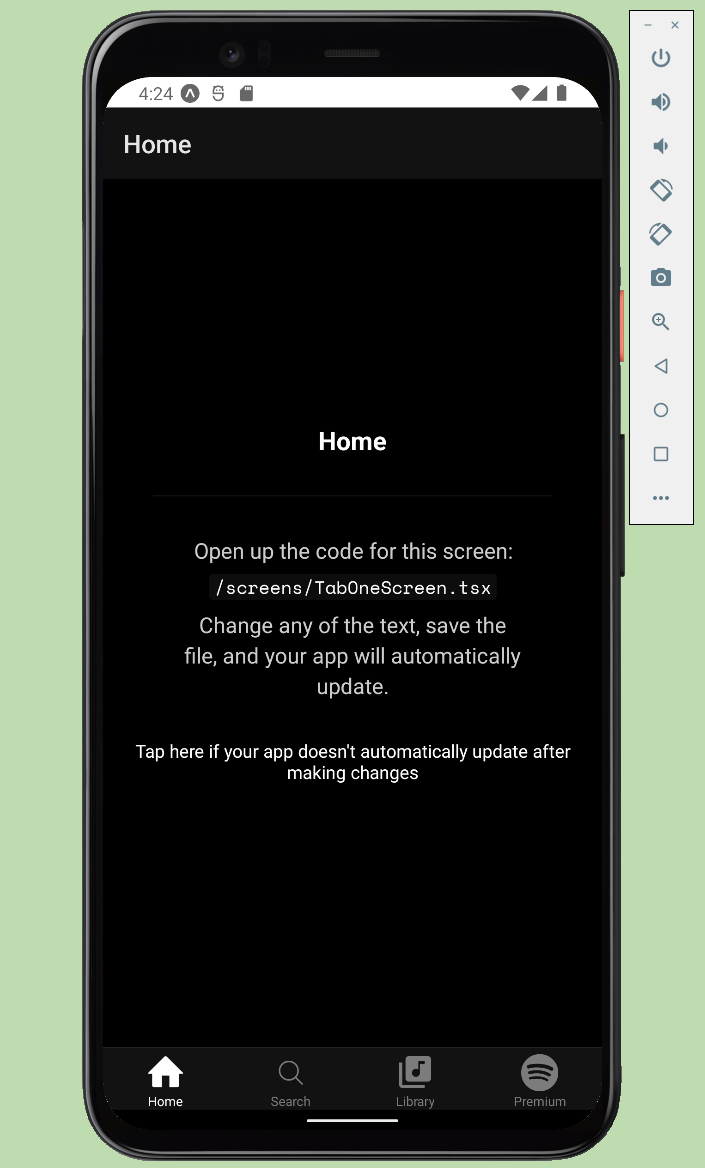 4:24
Home
Home
Open up the code for this screen:
/screens/TabOneScreen.tsx
Change any of the text, save the
file, and your app will automatically
update.
Tap here if your app doesn't automatically update after
making changes
Home Search Library Premium